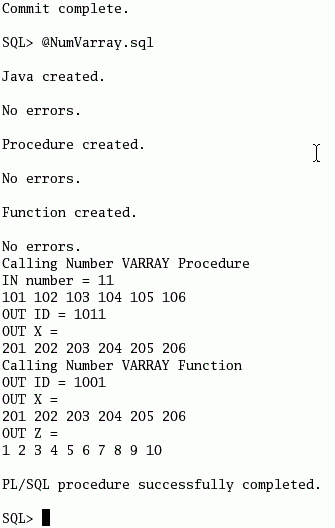 Commit complete.
SQL> @NumVarray.sql
Java created.
No errors.
Procedure created.
No errors.
Function created.
No errors.
Calling Number VARRAY Procedure
IN number = 11
101 102 103 104 105 106
OUT ID = 1011
OUT X =
201 202 203 204 205 206
Calling Number VARRAY Function
OUT ID = 1001
OUT X =
201 202 203 204 205 206
OUT Z =
1 2 3 4 5 6 7 8 9 10
PL/SQL procedure successfully completed.
SQL>